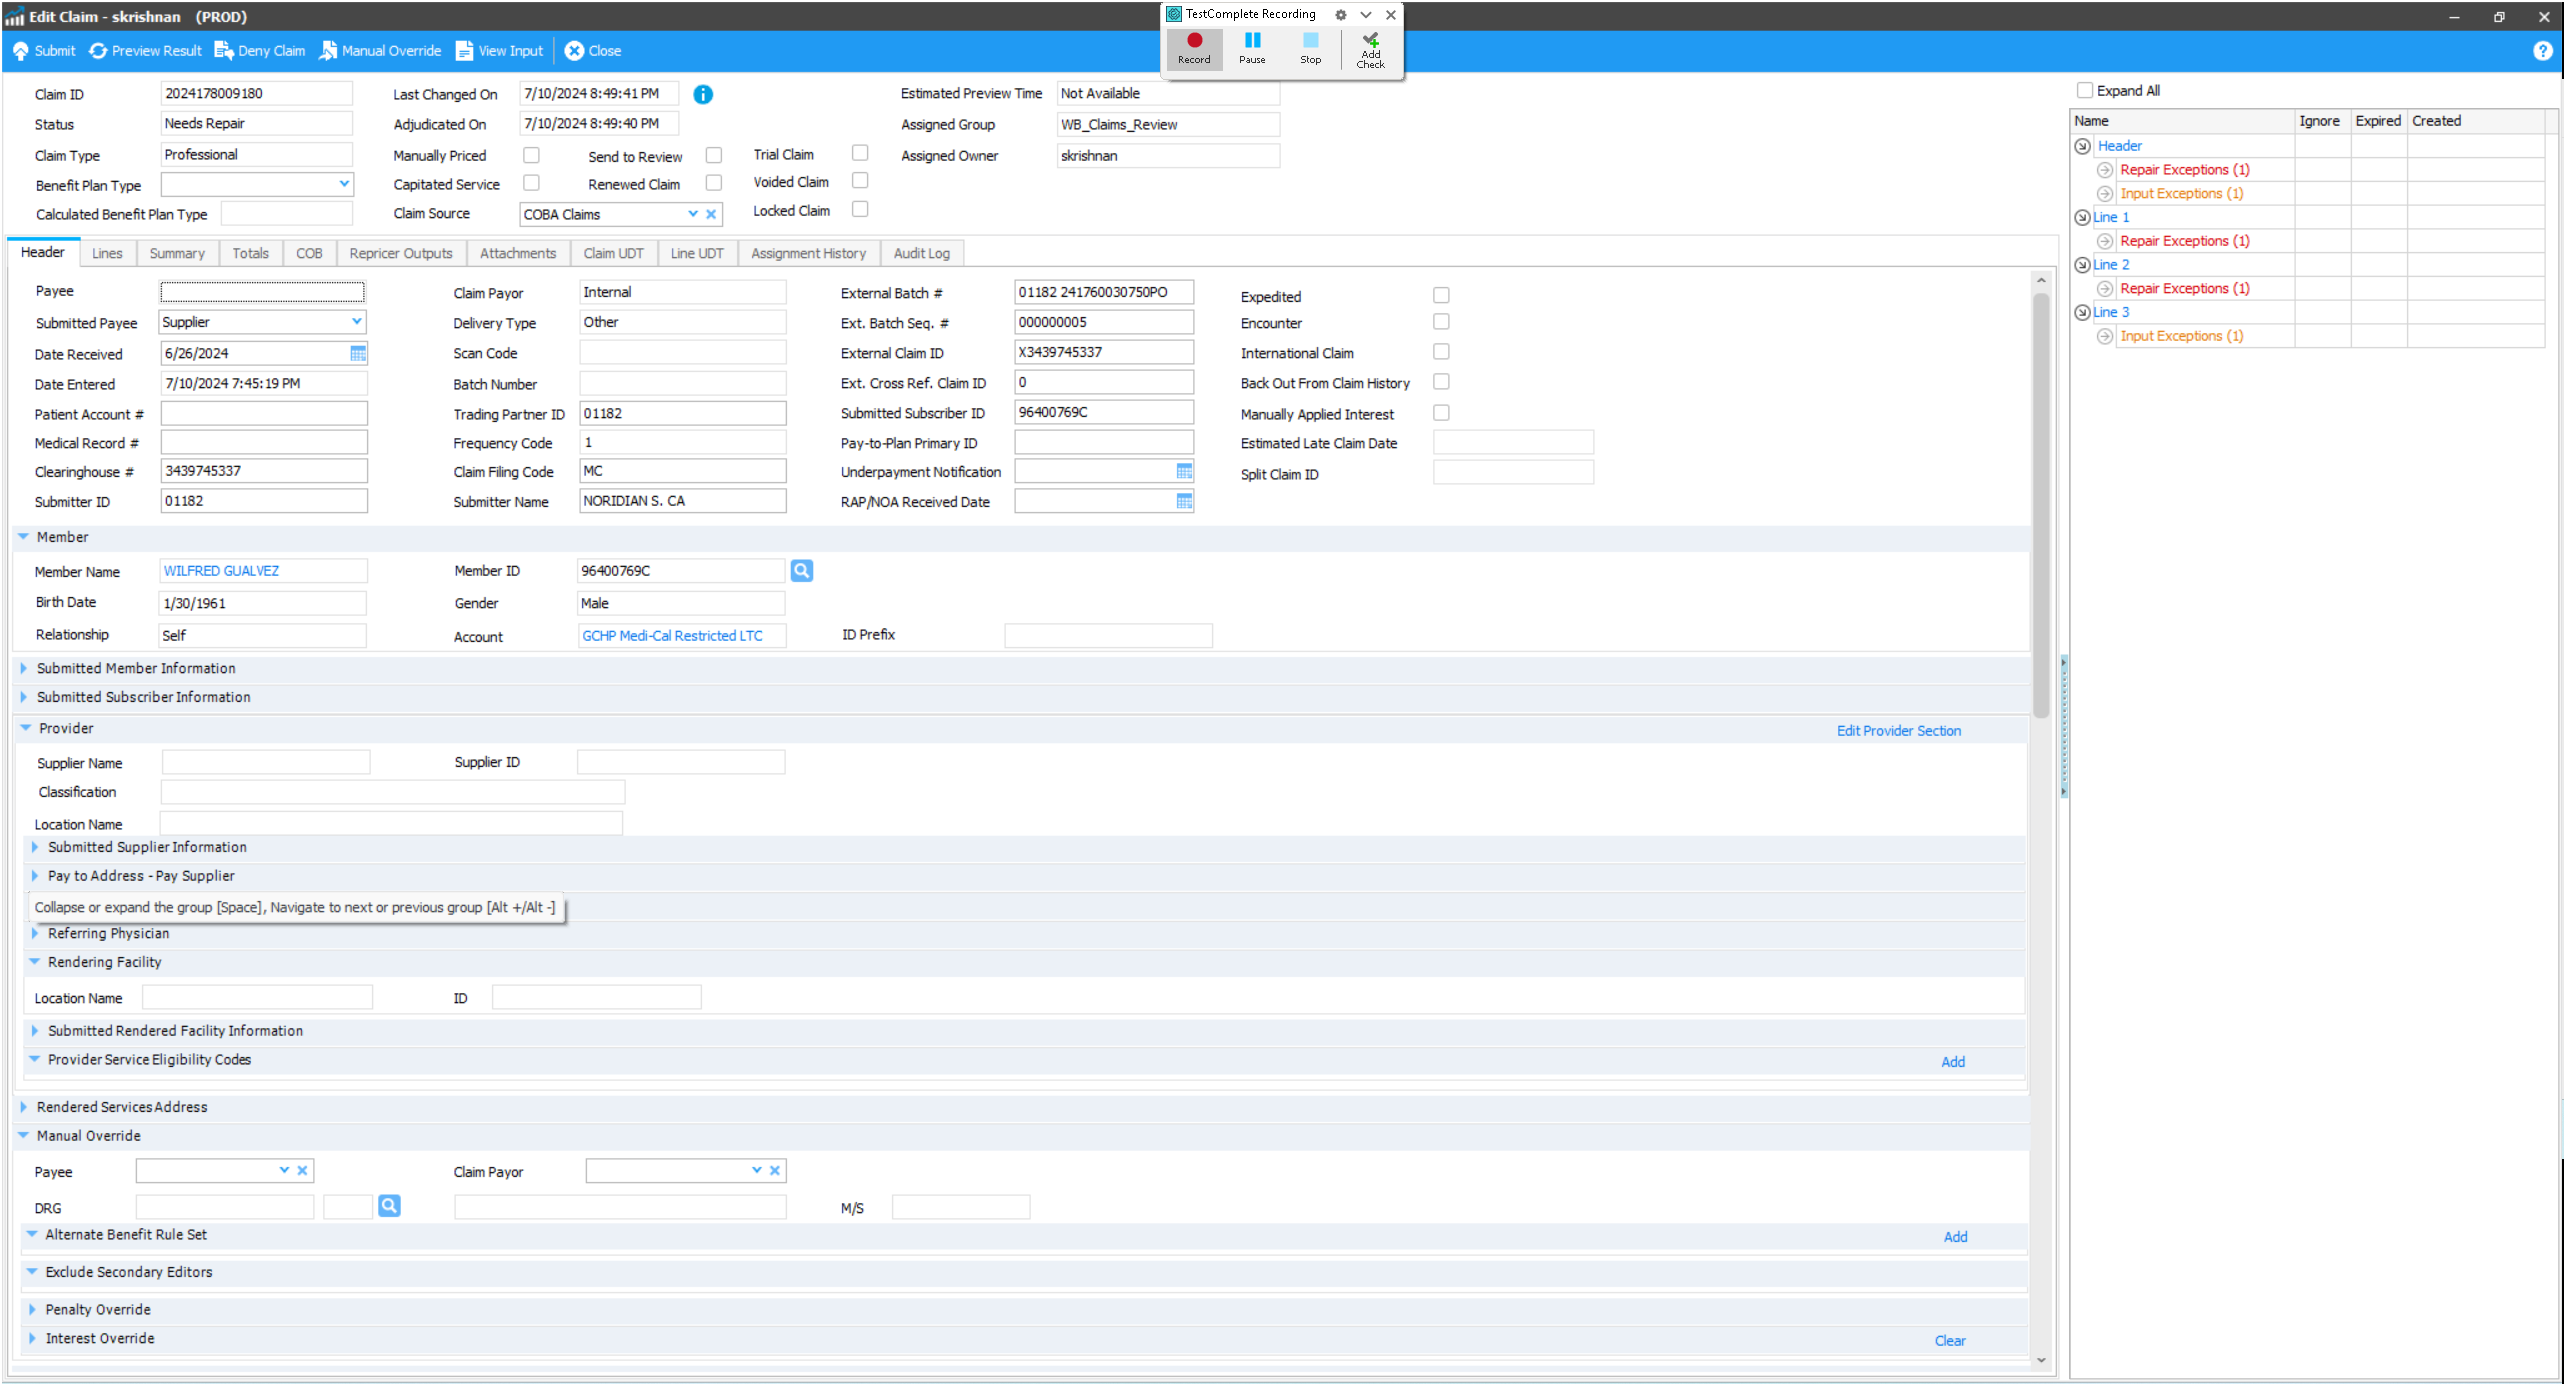 Edit Claim - skrishnan (PROD)
TestComplete Recording
Submit Preview Result Deny Claim Manual Override View Input Close
Record Pause Stop Add Check
Claim ID 2024178009180 Last Changed On 7/10/2024 8:49:41 PM Estimated Preview Time Not Available
Status Needs Repair Adjudicated On 7/10/2024 8:49:40 PM Assigned Group WB_Claims_Review
Claim Type Professional Manually Priced Send to Review Trial Claim Assigned Owner skrishnan
Benefit Plan Type Capitated Service Renewed Claim Voided Claim
Calculated Benefit Plan Type Claim Source COBA Claims Locked Claim
Header Lines Summary Totals COB Repricer Outputs Attachments Claim UDT Line UDT Assignment History Audit Log
Payee Claim Payor Internal External Batch # 01182 241760030750PO Expedited
Submitted Payee Supplier Delivery Type Other Ext. Batch Seq. # 000000005 Encounter
Date Received 6/26/2024 Scan Code External Claim ID X3439745337 International Claim
Date Entered 7/10/2024 7:45:19 PM Batch Number Ext. Cross Ref. Claim ID 0 Back Out From Claim History
Patient Account # Trading Partner ID 01182 Submitted Subscriber ID 96400769C Manually Applied Interest
Medical Record # Frequency Code 1 Pay-to-Plan Primary ID Estimated Late Claim Date
Clearinghouse # 3439745337 Claim Filing Code MC Underpayment Notification Split Claim ID
Submitter ID 01182 Submitter Name NORIDIAN S. CA RAP/NOA Received Date
Member
Member Name WILFRED GUALVEZ Member ID 96400769C
Birth Date 1/30/1961 Gender Male
Relationship Self Account GCHP Medi-Cal Restricted LTC ID Prefix
Submitted Member Information
Submitted Subscriber Information
Provider Edit Provider Section
Supplier Name Supplier ID
Classification
Location Name
Submitted Supplier Information
Pay to Address - Pay Supplier
Collapse or expand the group [Space], Navigate to next or previous group [Alt +/Alt -]
Referring Physician
Rendering Facility
Location Name ID
Submitted Rendered Facility Information
Provider Service Eligibility Codes Add
Rendered Services Address
Manual Override
Payee Claim Payor
DRG M/S
Alternate Benefit Rule Set Add
Exclude Secondary Editors
Penalty Override
Interest Override Clear
Expand All
Name Ignore Expired Created
Header
Repair Exceptions (1)
Input Exceptions (1)
Line 1
Repair Exceptions (1)
Line 2
Repair Exceptions (1)
Line 3
Input Exceptions (1)